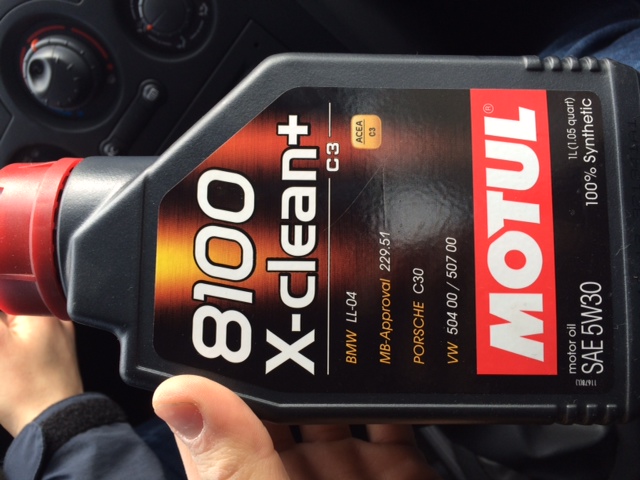 8100
X-clean+
C3
ACEA
C3
BMW LL-04
MB-Approval 229.51
PORSCHE C30
VW 504 00 / 507 00
MOTUL®
motor oil
SAE 5W30
1L (1.05 quart)
100% Synthetic